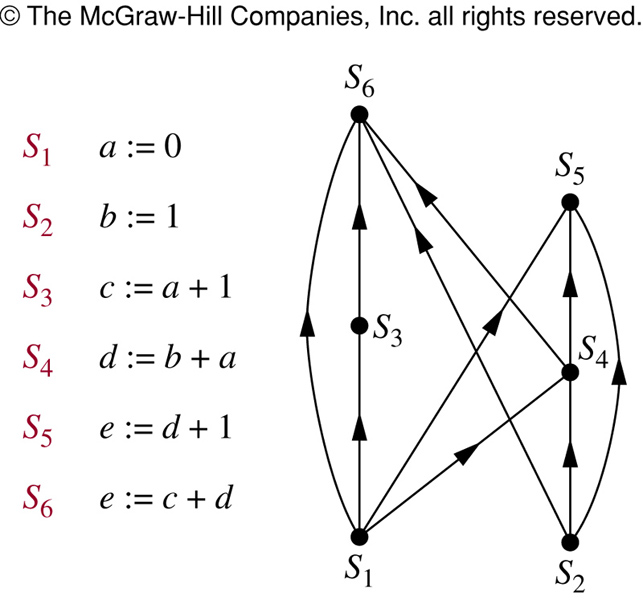 © The McGraw-Hill Companies, Inc. all rights reserved.
S₁ a := 0
S₂ b := 1
S₃ c := a + 1
S₄ d := b + a
S₅ e := d + 1
S₆ e := c + d
S₆
S₅
S₃
S₄
S₁
S₂